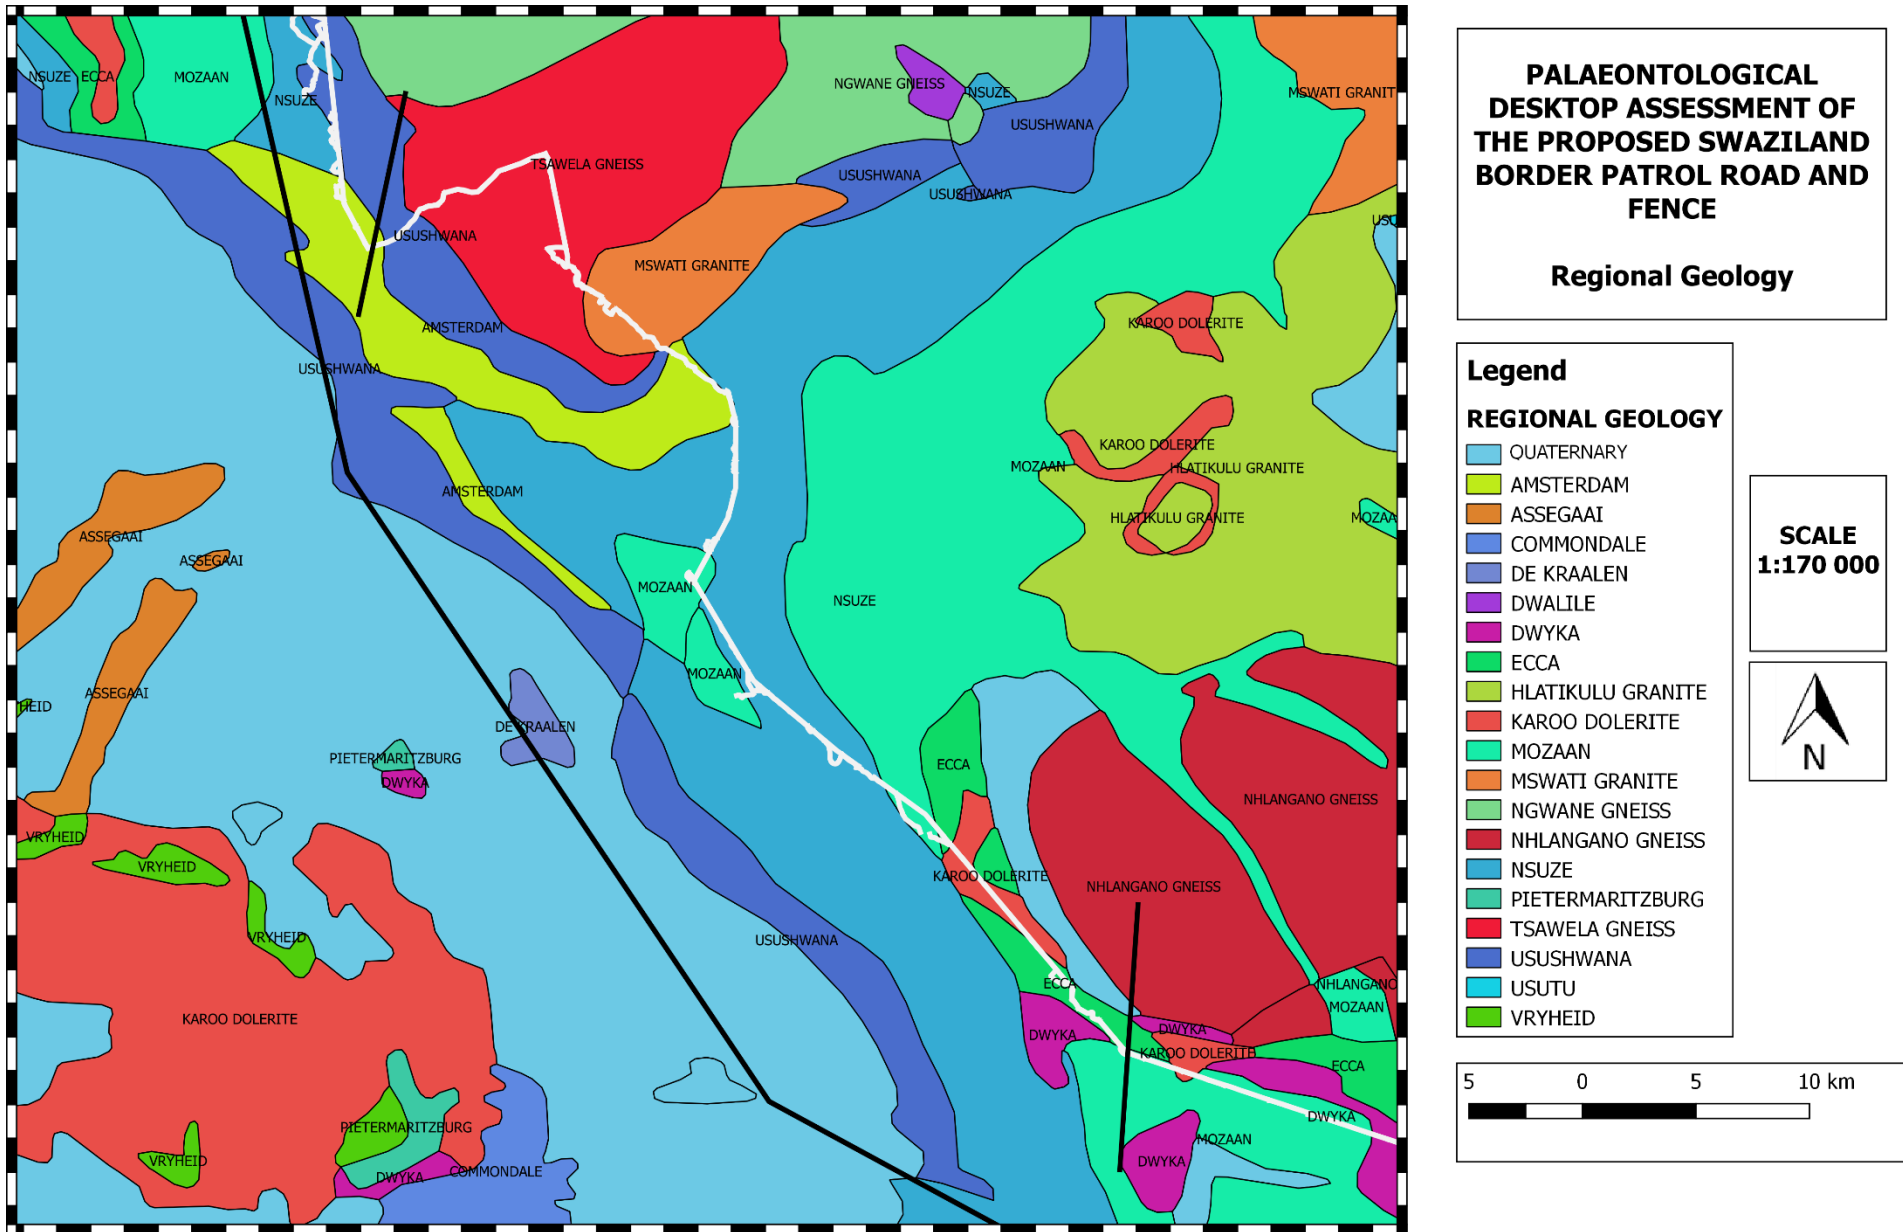 PALAEONTOLOGICAL
DESKTOP ASSESSMENT OF
THE PROPOSED SWAZILAND
BORDER PATROL ROAD AND
FENCE
Regional Geology
Legend
REGIONAL GEOLOGY
QUATERNARY
AMSTERDAM
ASSEGAAI
COMMONDALE
DE KRAALEN
DWALILE
DWYKA
ECCA
HLATIKULU GRANITE
KAROO DOLERITE
MOZAAN
MSWATI GRANITE
NGWANE GNEISS
NHLANGANO GNEISS
NSUZE
PIETERMARITZBURG
TSAWELA GNEISS
USUSHWANA
USUTU
VRYHEID
SCALE
1:170 000
N
5 0 5 10 km
NSUZE
ECCA
MOZAAN
NSUZE
NGWANE GNEISS
NSUZE
MSWATI GRANIT
USUSHWANA
TSAWELA GNEISS
USUSHWANA
USUSHWANA
USU
USUSHWANA
MSWATI GRANITE
AMSTERDAM
KAROO DOLERITE
USUSHWANA
KAROO DOLERITE
MOZAAN
HLATIKULU GRANITE
AMSTERDAM
HLATIKULU GRANITE
MOZAA
ASSEGAAI
ASSEGAAI
MOZAAN
NSUZE
MOZAAN
ASSEGAAI
HEID
DE KRAALEN
PIETERMARITZBURG
DWYKA
ECCA
NHLANGANO GNEISS
VRYHEID
VRYHEID
KAROO DOLERITE
NHLANGANO GNEISS
VRYHEID
USUSHWANA
ECCA
NHLANGANO
MOZAAN
KAROO DOLERITE
DWYKA
DWYKA
KAROO DOLERITE
ECCA
DWYKA
PIETERMARITZBURG
MOZAAN
VRYHEID
DWYKA
DWYKA
COMMONDALE